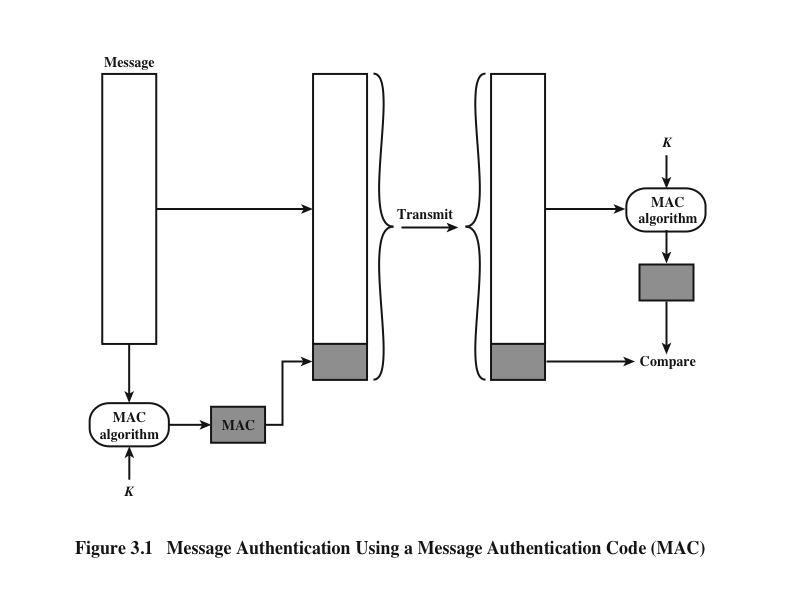 Message
K
Transmit
MAC
algorithm
Compare
MAC
algorithm
MAC
K
Figure 3.1 Message Authentication Using a Message Authentication Code (MAC)